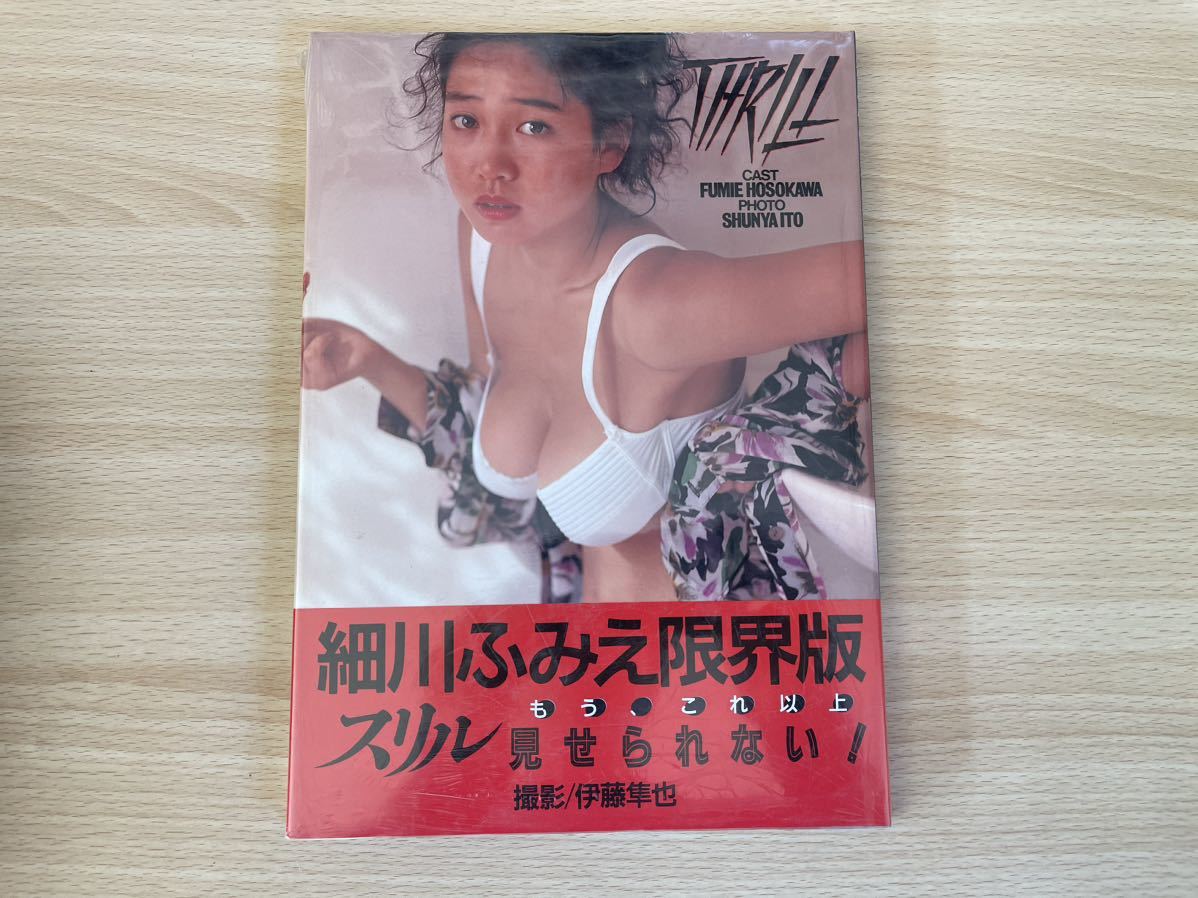 THRILL
CAST
FUMIE HOSOKAWA
PHOTO
SHUNYA ITO
細川ふみえ限界版
スリル
もう、これ以上
見せられない!
撮影/伊藤隼也